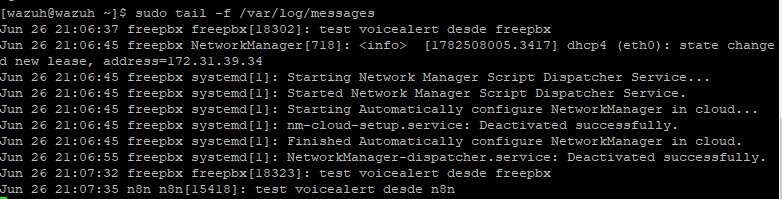 [wazuh@wazuh ~]$ sudo tail -f /var/log/messages
Jun 26 21:06:37 freepbx freepbx[18302]: test voicealert desde freepbx
Jun 26 21:06:45 freepbx NetworkManager[718]: <info>  [1782508005.3417] dhcp4 (eth0): state change
d new lease, address=172.31.39.34
Jun 26 21:06:45 freepbx systemd[1]: Starting Network Manager Script Dispatcher Service...
Jun 26 21:06:45 freepbx systemd[1]: Started Network Manager Script Dispatcher Service.
Jun 26 21:06:45 freepbx systemd[1]: Starting Automatically configure NetworkManager in cloud...
Jun 26 21:06:45 freepbx systemd[1]: nm-cloud-setup.service: Deactivated successfully.
Jun 26 21:06:45 freepbx systemd[1]: Finished Automatically configure NetworkManager in cloud.
Jun 26 21:06:55 freepbx systemd[1]: NetworkManager-dispatcher.service: Deactivated successfully.
Jun 26 21:07:32 freepbx freepbx[18323]: test voicealert desde freepbx
Jun 26 21:07:35 n8n n8n[15418]: test voicealert desde n8n